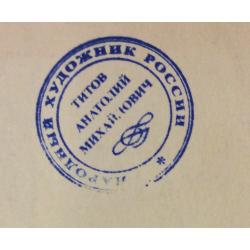 НАРОДНЫЙ ХУДОЖНИК РОССИИ
ТИТОВ
АНАТОЛИЙ
МИХАЙЛОВИЧ